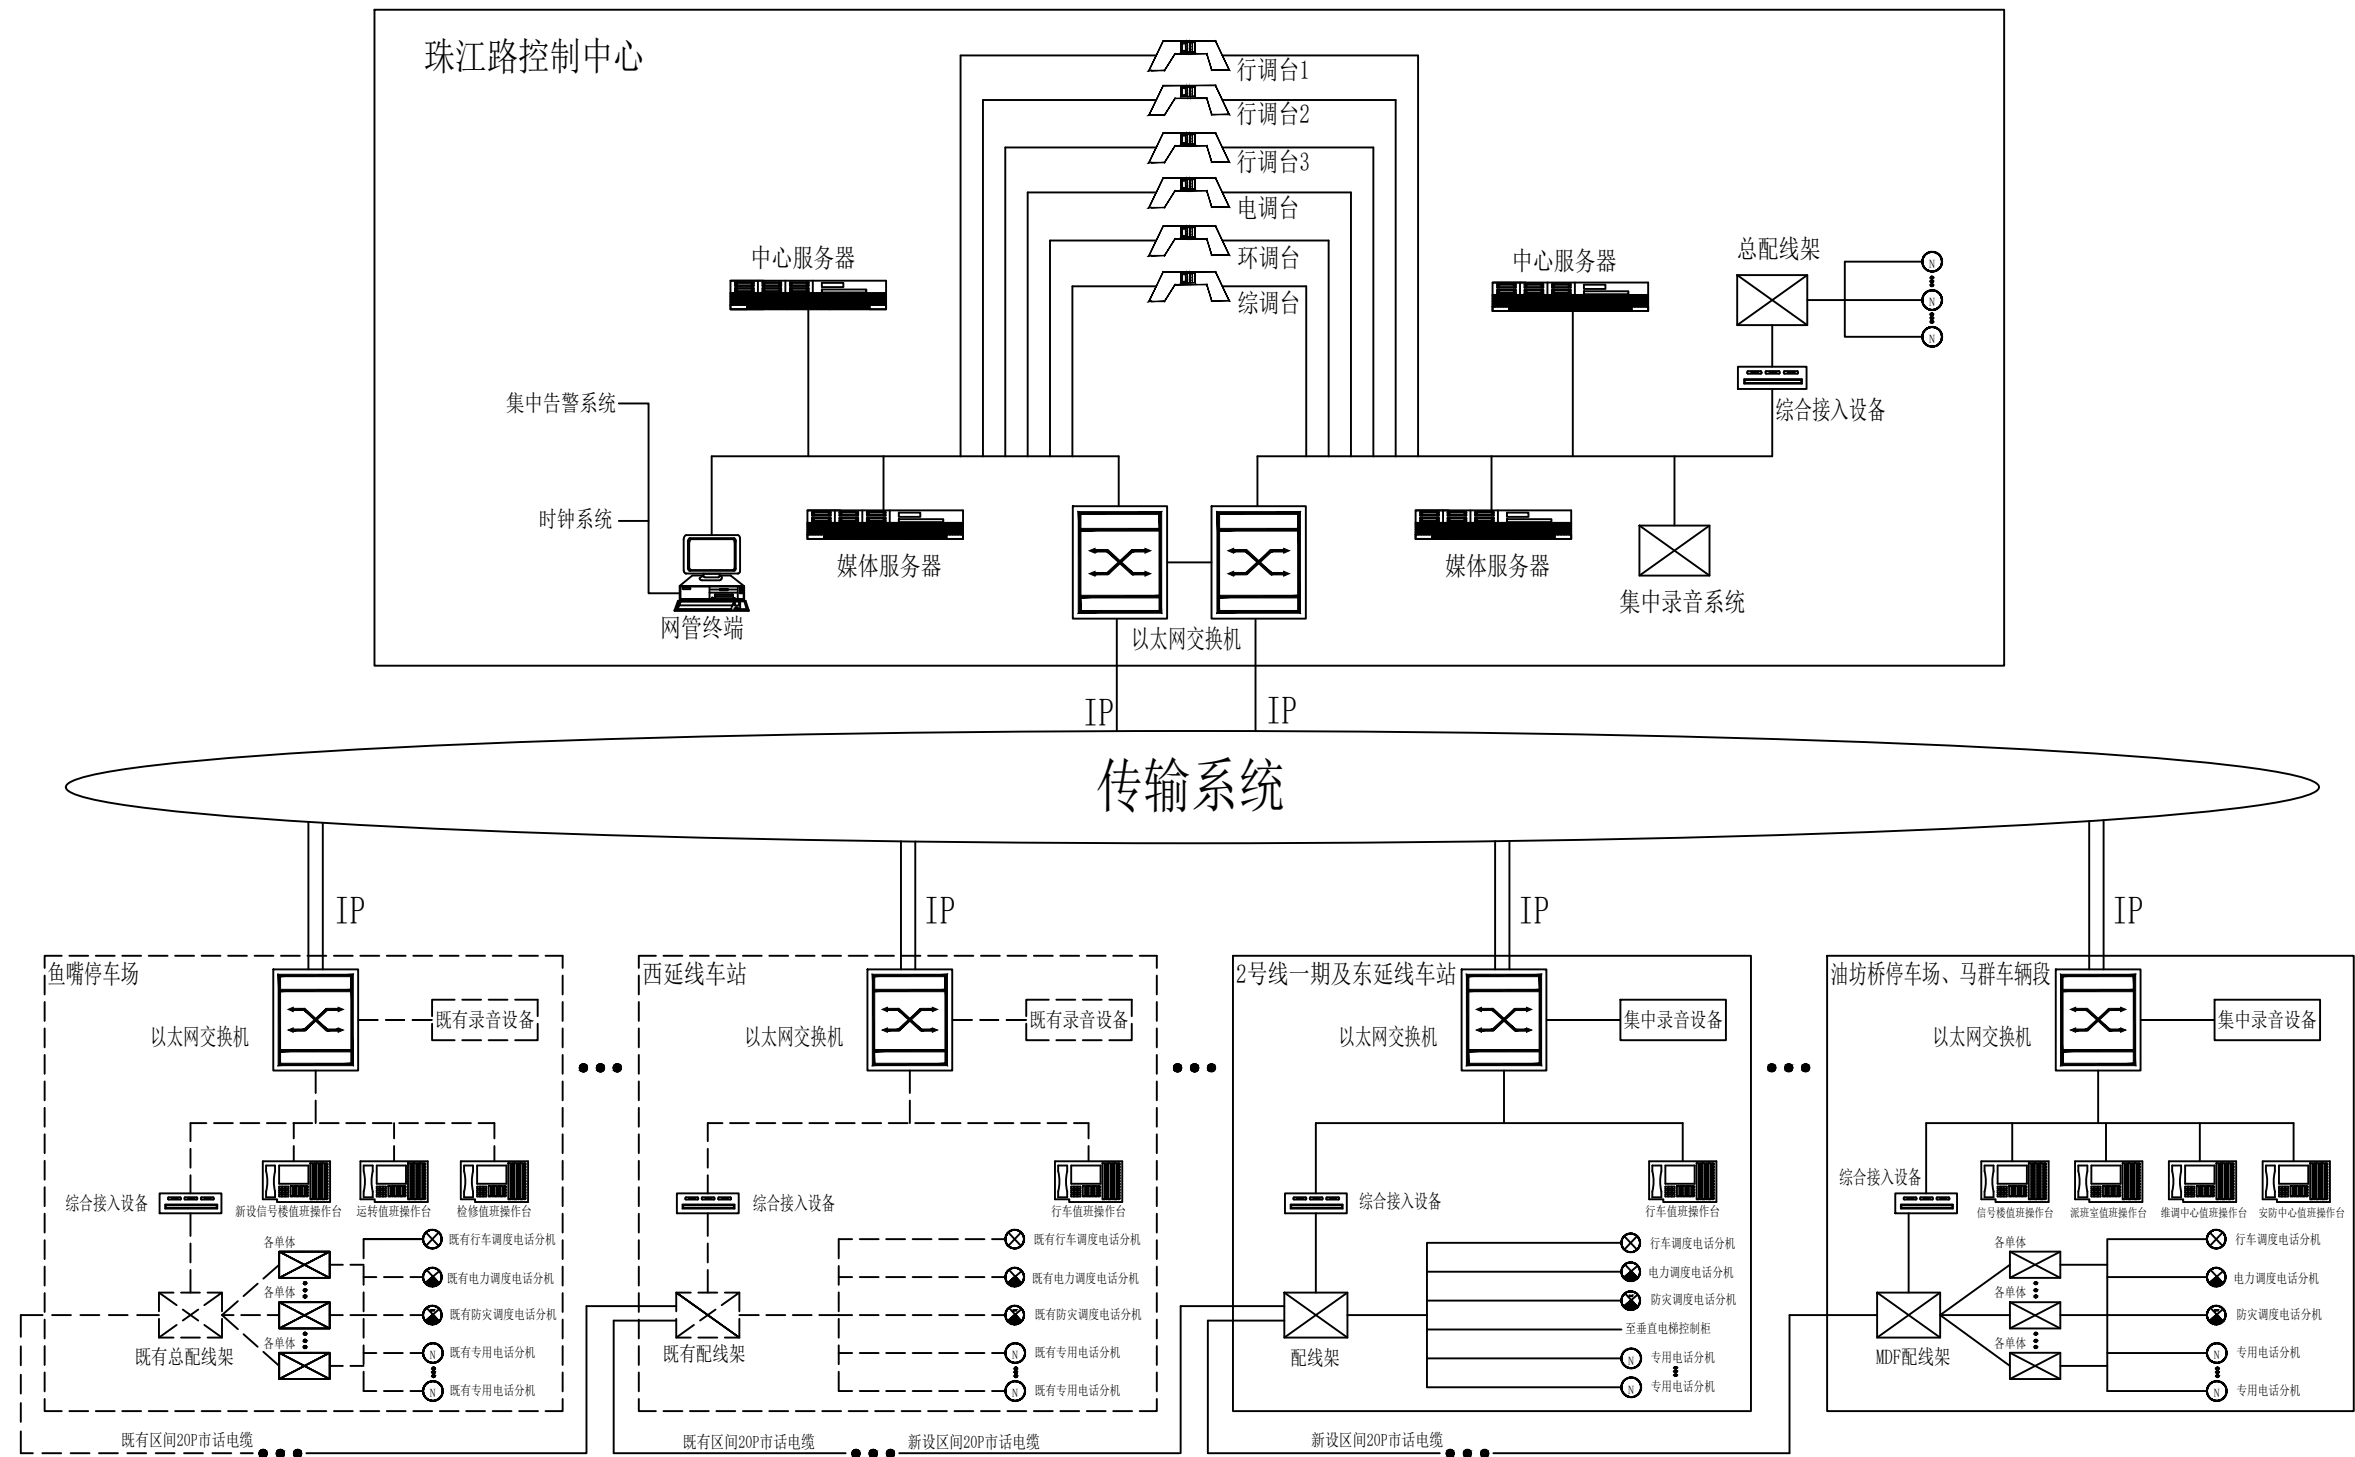 珠江路控制中心
行调台1
行调台2
行调台3
电调台
环调台
综调台
中心服务器
中心服务器
总配线架
N
N
N
综合接入设备
集中告警系统
时钟系统
网管终端
媒体服务器
以太网交换机
媒体服务器
集中录音系统
IP
IP
传输系统
IP
IP
IP
IP
鱼嘴停车场
以太网交换机
既有录音设备
综合接入设备
新设信号楼值班操作台
运转值班操作台
检修值班操作台
各单体
各单体
各单体
既有总配线架
既有行车调度电话分机
既有电力调度电话分机
既有防灾调度电话分机
N
既有专用电话分机
N
既有专用电话分机
既有区间20P市话电缆
西延线车站
以太网交换机
既有录音设备
综合接入设备
行车值班操作台
既有配线架
既有行车调度电话分机
既有电力调度电话分机
既有防灾调度电话分机
N
既有专用电话分机
N
既有专用电话分机
既有区间20P市话电缆
新设区间20P市话电缆
2号线一期及东延线车站
以太网交换机
集中录音设备
综合接入设备
行车值班操作台
配线架
行车调度电话分机
电力调度电话分机
防灾调度电话分机
至垂直电梯控制柜
N
专用电话分机
N
专用电话分机
新设区间20P市话电缆
油坊桥停车场、马群车辆段
以太网交换机
集中录音设备
综合接入设备
信号楼值班操作台
派班室值班操作台
维调中心值班操作台
安防中心值班操作台
各单体
各单体
各单体
MDF配线架
行车调度电话分机
电力调度电话分机
防灾调度电话分机
N
专用电话分机
N
专用电话分机